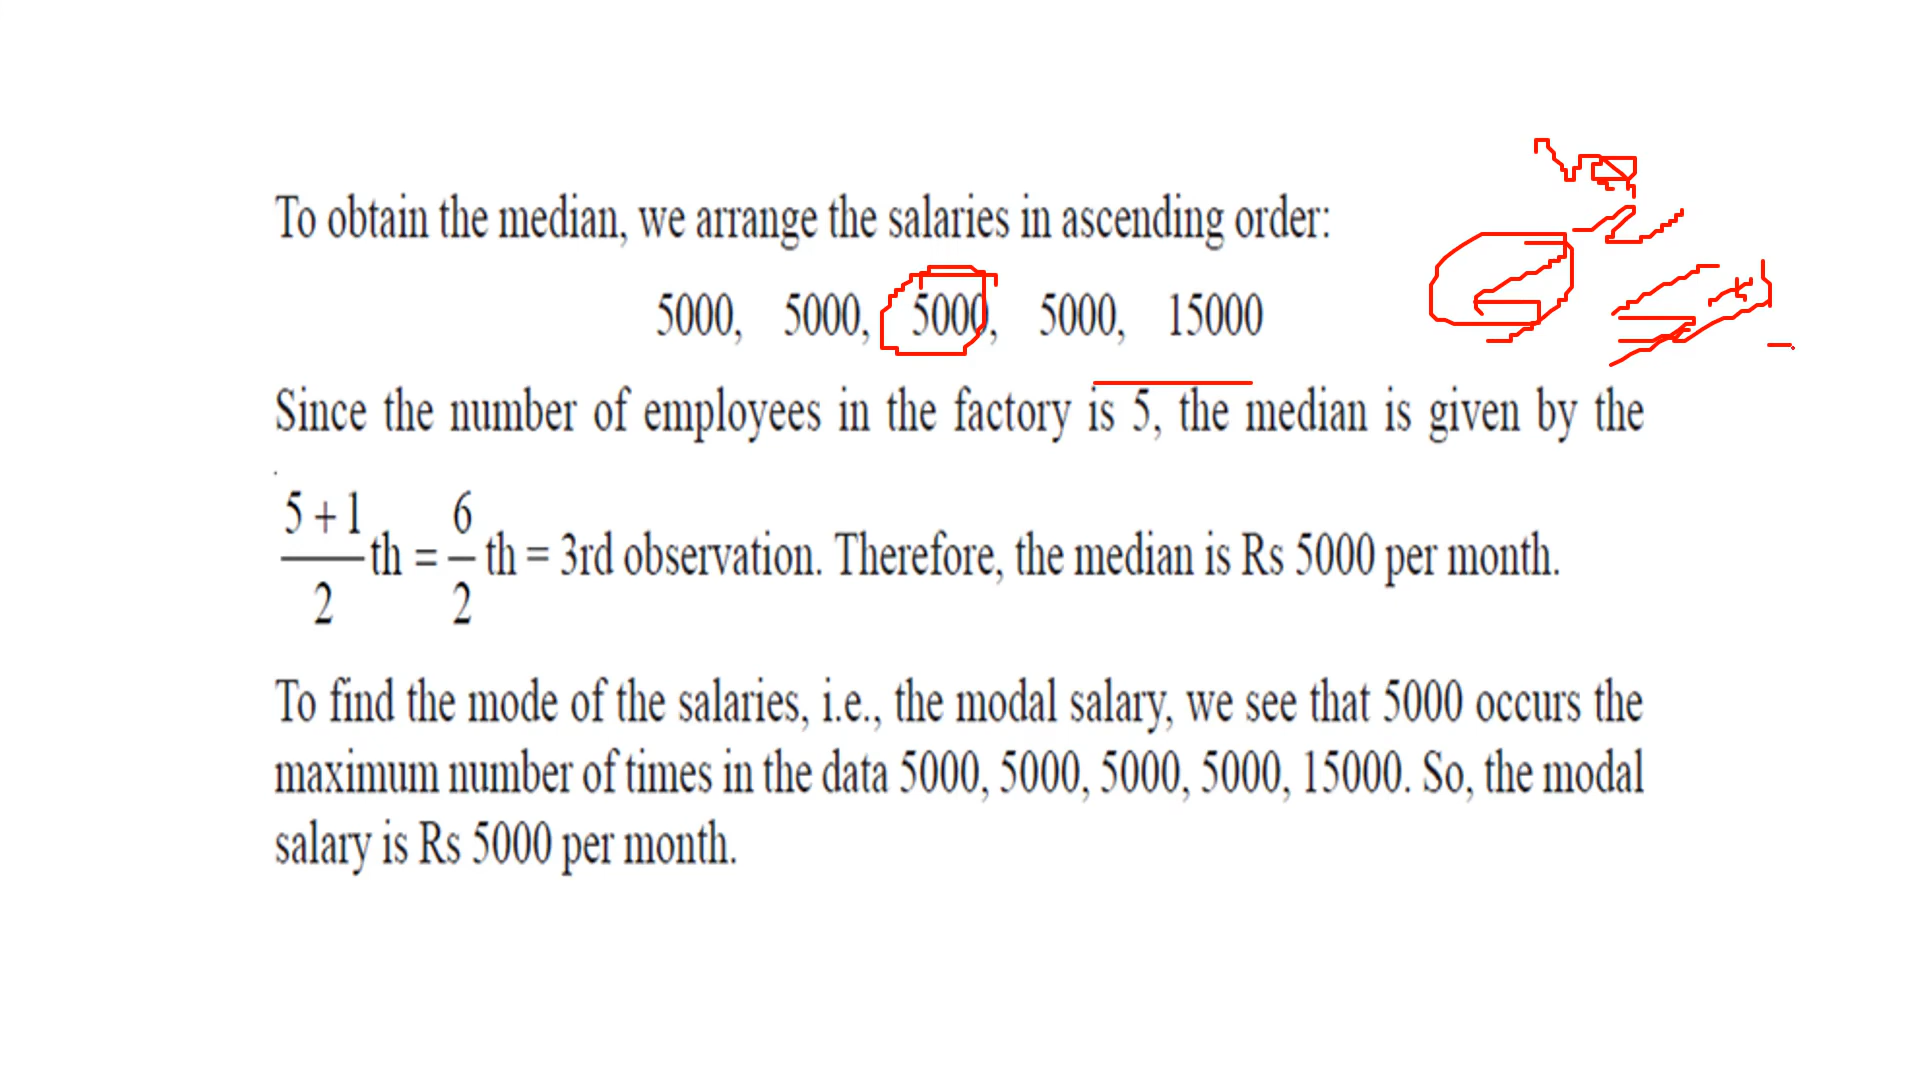 To obtain the median, we arrange the salaries in ascending order:
5000, 5000, 5000, 5000, 15000
Since the number of employees in the factory is 5, the median is given by the
5 + 1
2
th =
6
2
th = 3rd observation. Therefore, the median is Rs 5000 per month.
To find the mode of the salaries, i.e., the modal salary, we see that 5000 occurs the
maximum number of times in the data 5000, 5000, 5000, 5000, 15000. So, the modal
salary is Rs 5000 per month.